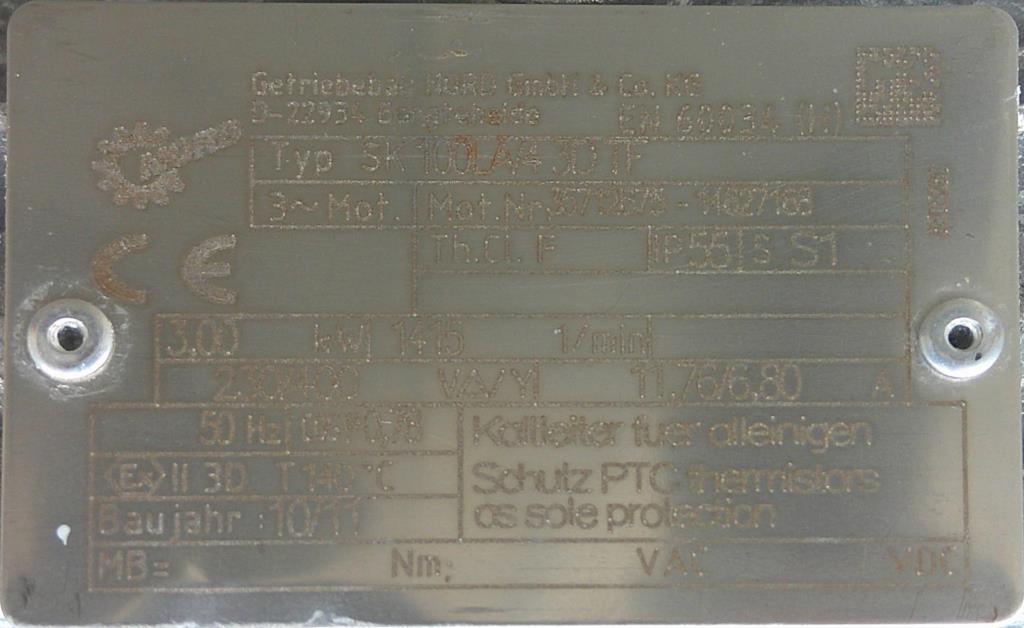 Getriebebau NORD GmbH & Co. KG
D-22934 Bargteheide EN 60034 (H)
Typ SK 100LA/4 3D TF
3~ Mot. Mot.Nr.
Th.Cl. F IP55 S S1
3.00 kW 1415 1/min
230/400 V Δ/Y 11,76/6,80 A
50 Hz 0,78
Ex II 3D T 140 °C
Baujahr : 10/11
Kaltleiter fuer alleinigen
Schutz PTC thermistors
as sole protection
MB= Nm; VAC VDC